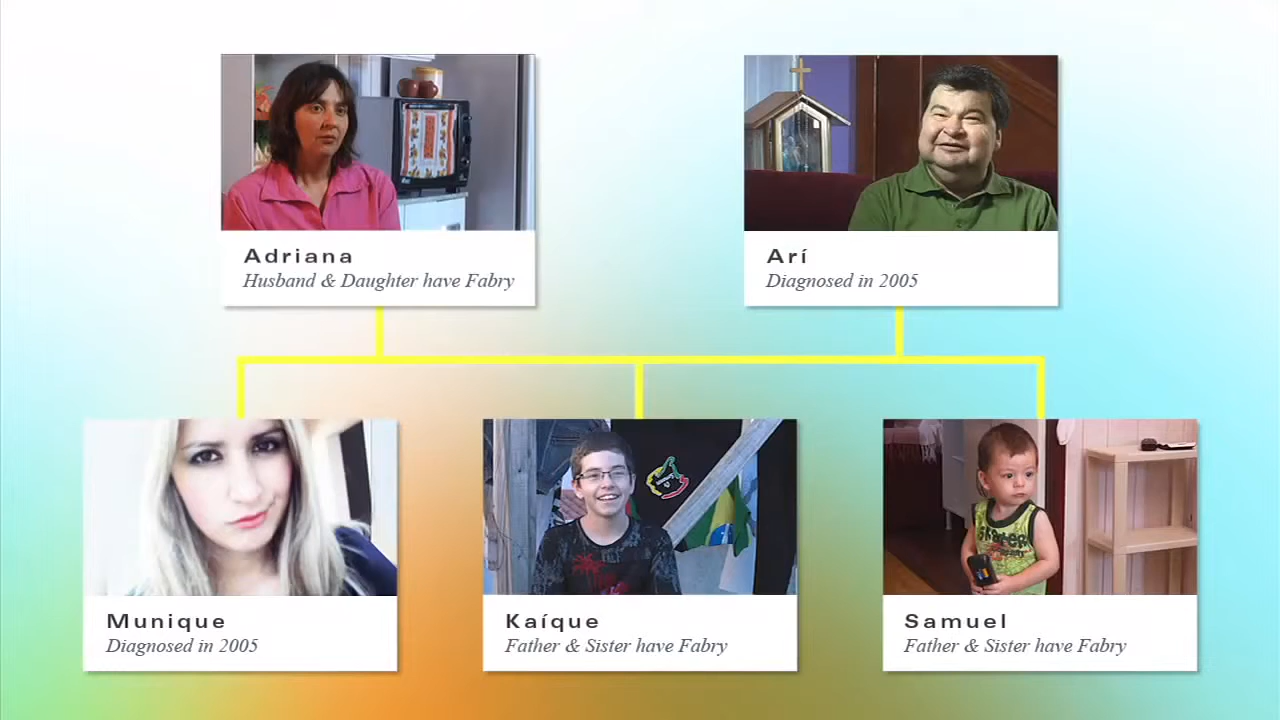 Adriana
Husband & Daughter have Fabry
Arí
Diagnosed in 2005
Munique
Diagnosed in 2005
Kaíque
Father & Sister have Fabry
Samuel
Father & Sister have Fabry